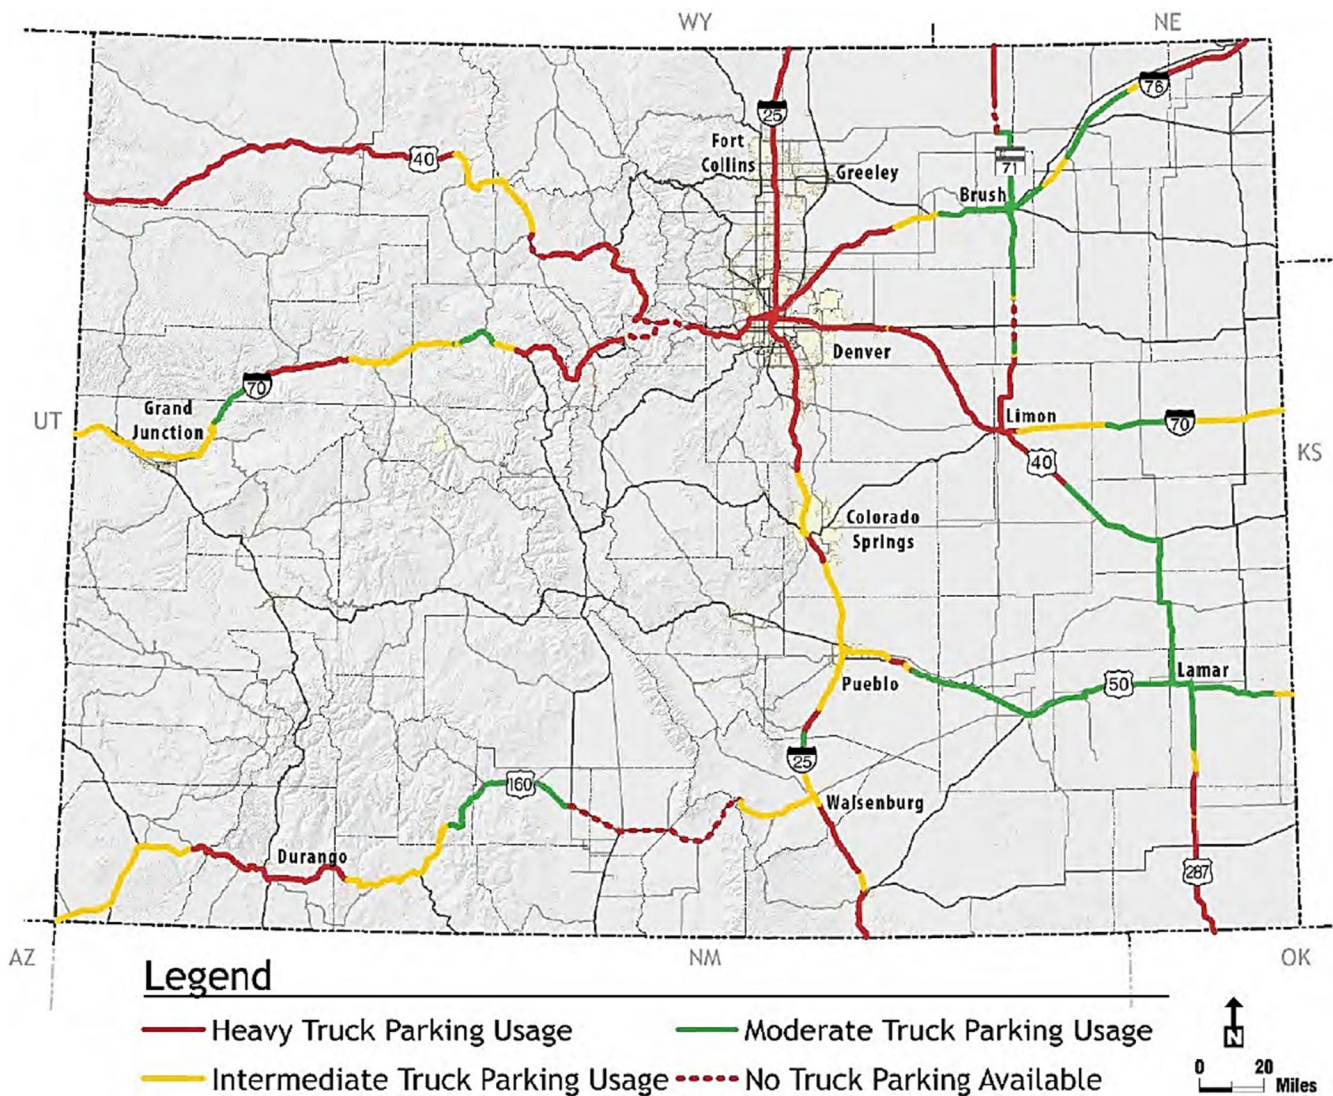 WY
NE
76
25
Fort
Collins
40
71
Greeley
Brush
Denver
70
Grand
Junction
UT
Limon
70
40
KS
Colorado
Springs
Lamar
50
Pueblo
25
160
Walsenburg
Durango
287
AZ
NM
OK
Legend
Heavy Truck Parking Usage
Moderate Truck Parking Usage
Intermediate Truck Parking Usage
No Truck Parking Available
N
0 20
Miles